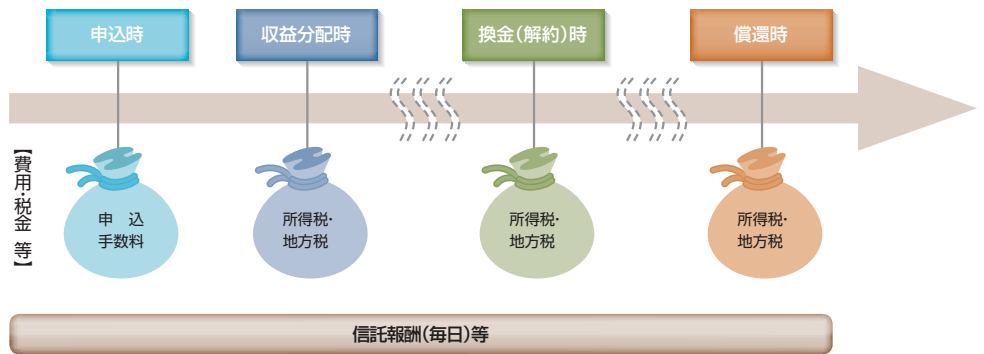 申込時
収益分配時
換金(解約)時
償還時
【費用・税金 等】
申 込
手数料
所得税・
地方税
所得税・
地方税
所得税・
地方税
信託報酬(毎日)等